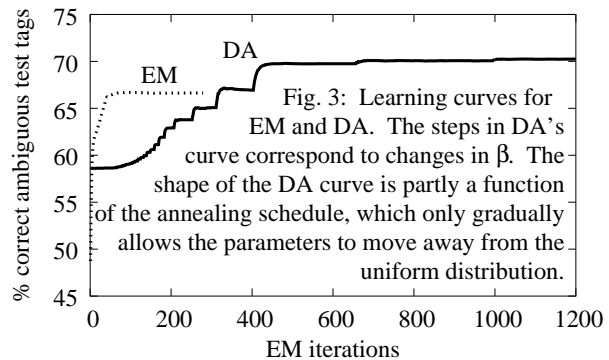 75
70
65
60
55
50
45
% correct ambiguous test tags
DA
EM
Fig. 3: Learning curves for
EM and DA. The steps in DA's
curve correspond to changes in β. The
shape of the DA curve is partly a function
of the annealing schedule, which only gradually
allows the parameters to move away from the
uniform distribution.
0 200 400 600 800 1000 1200
EM iterations